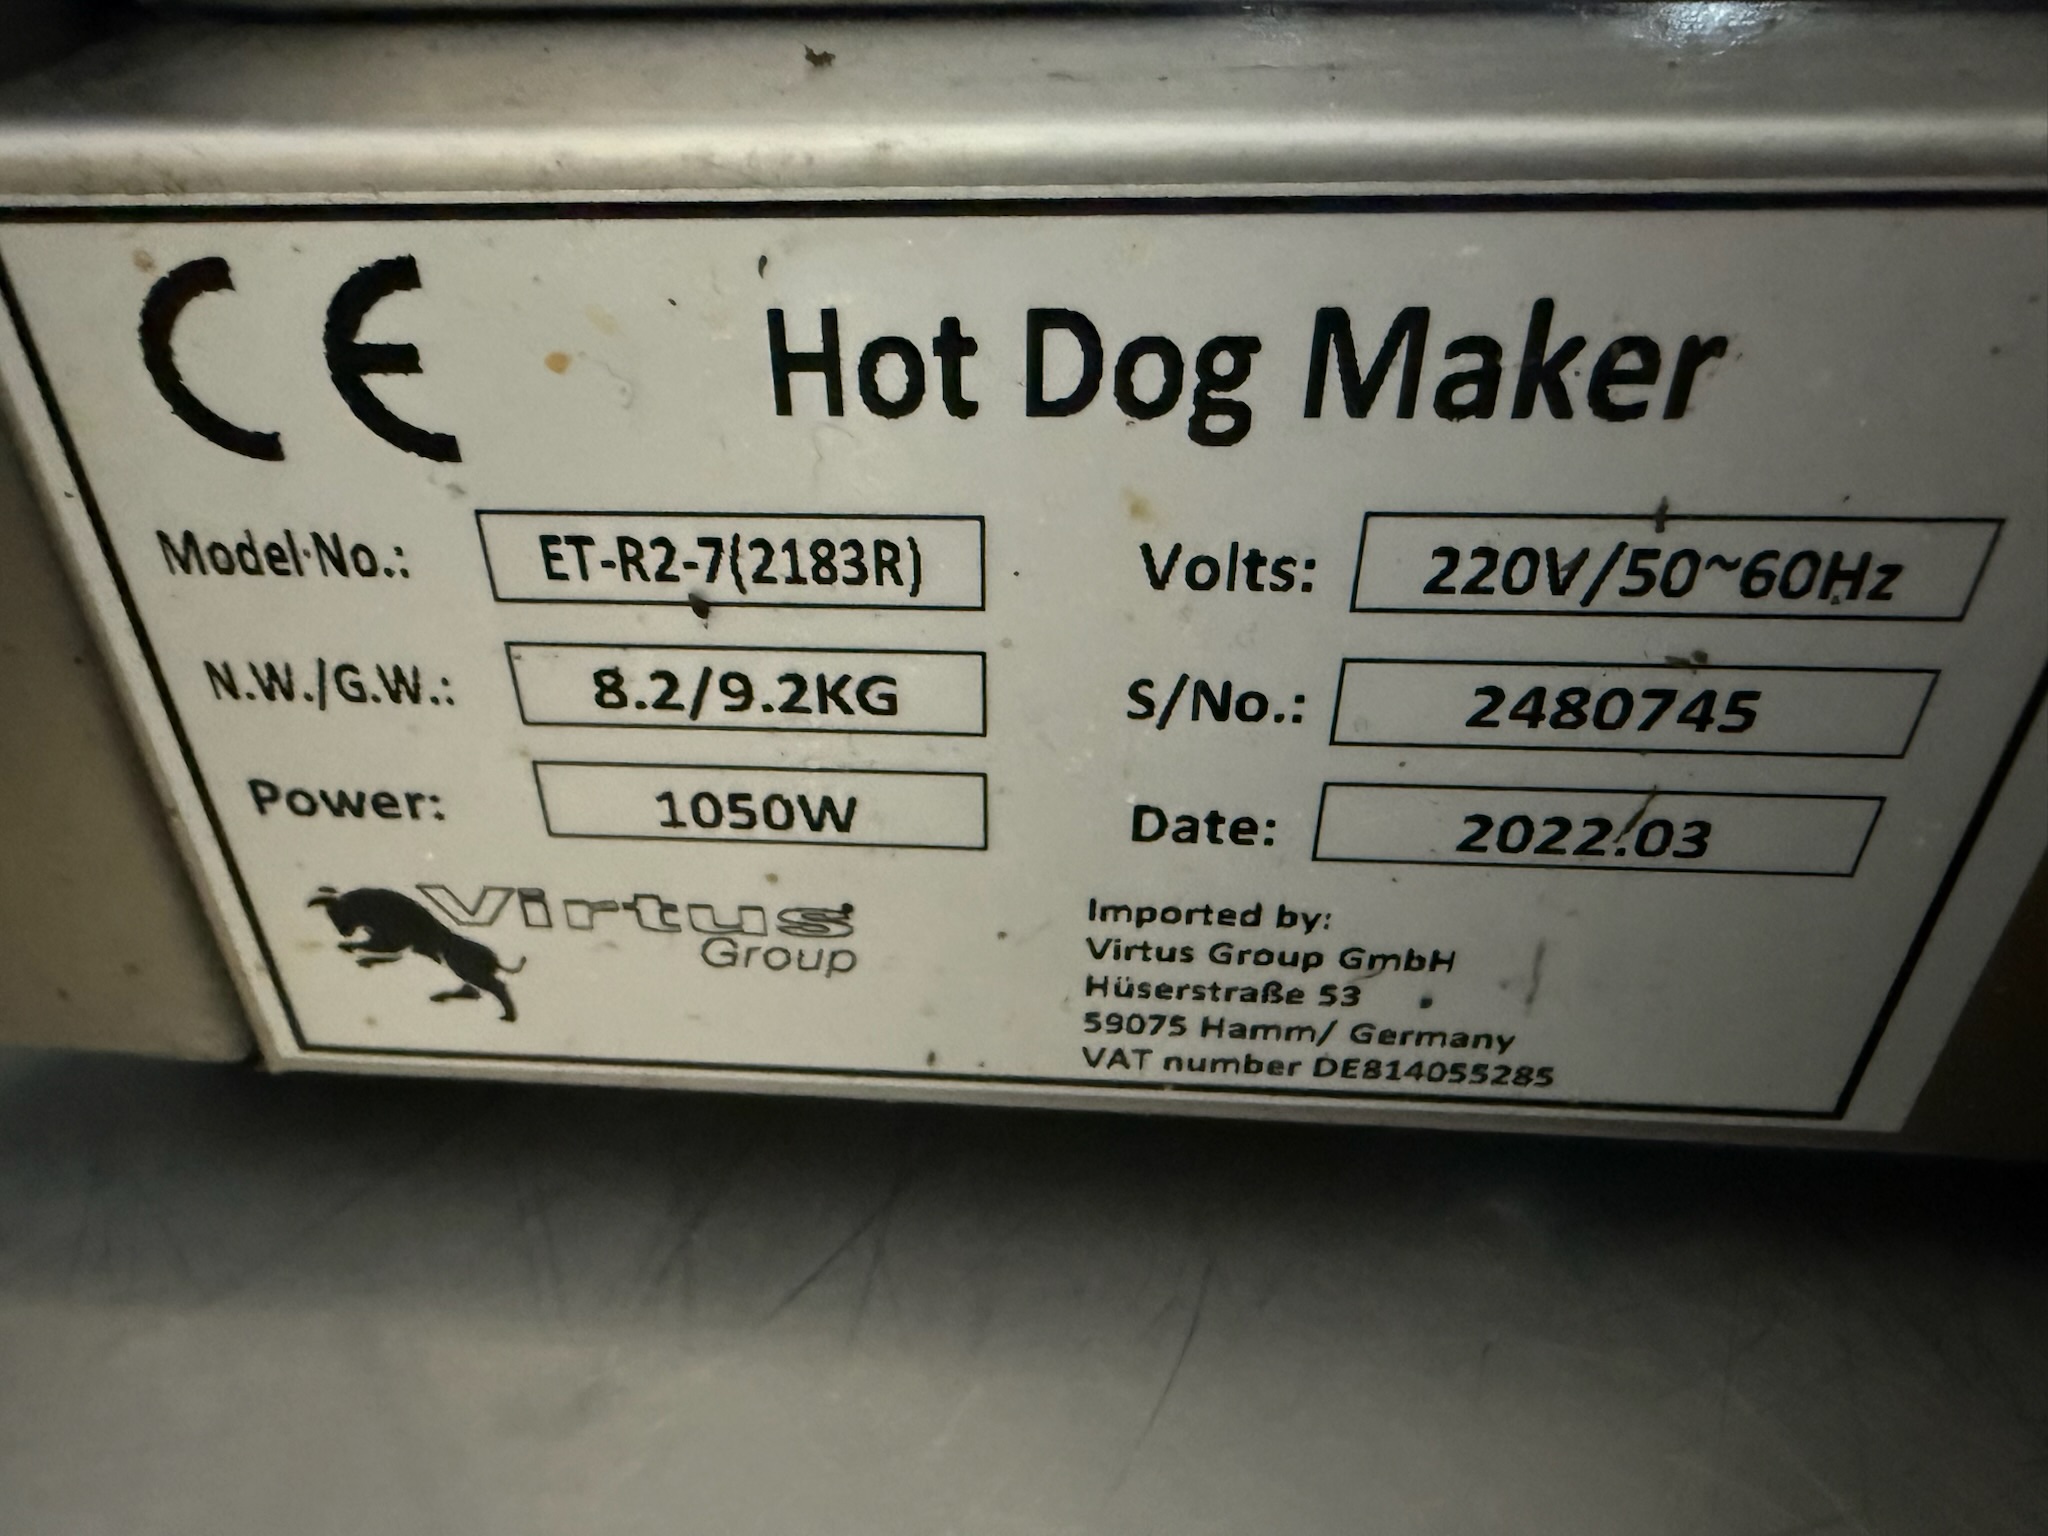 CE Hot Dog Maker
Model No.: ET-R2-7(2183R) Volts: 220V/50~60Hz
N.W./G.W.: 8.2/9.2KG S/No.: 2480745
Power: 1050W Date: 2022.03
Virtus
Group
Imported by:
Virtus Group GmbH
Hüserstraße 53
59075 Hamm/ Germany
VAT number DE814055285